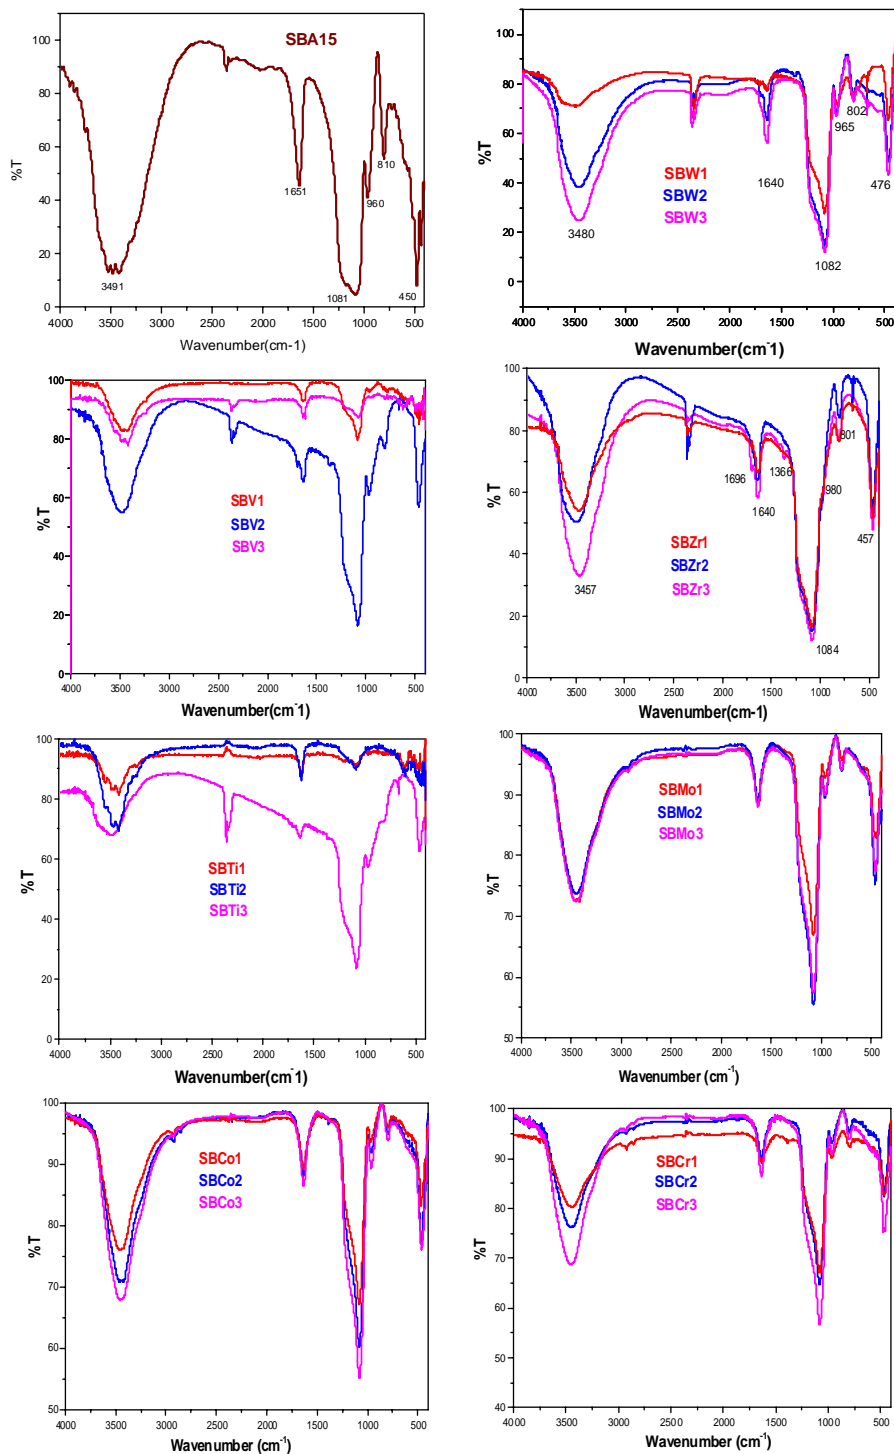 SBA15
%T
100
80
60
40
20
0
1651
810
960
3491
1081
450
4000 3500 3000 2500 2000 1500 1000 500
Wavenumber(cm-1)
%T
100
80
60
40
20
0
802
965
SBW1
SBW2
SBW3
1640
476
3480
1082
4000 3500 3000 2500 2000 1500 1000 500
Wavenumber(cm-1)
%T
100
80
60
40
20
0
SBV1
SBV2
SBV3
4000 3500 3000 2500 2000 1500 1000 500
Wavenumber(cm-1)
%T
100
80
60
40
20
0
801
1696
1366
980
1640
457
SBZr1
SBZr2
SBZr3
3457
1084
4000 3500 3000 2500 2000 1500 1000 500
Wavenumber(cm-1)
%T
100
80
60
40
20
0
SBTi1
SBTi2
SBTi3
4000 3500 3000 2500 2000 1500 1000 500
Wavenumber(cm-1)
%T
100
90
80
70
60
50
SBMo1
SBMo2
SBMo3
4000 3500 3000 2500 2000 1500 1000 500
Wavenumber (cm-1)
%T
100
90
80
70
60
50
SBCo1
SBCo2
SBCo3
4000 3500 3000 2500 2000 1500 1000 500
Wavenumber (cm-1)
%T
100
90
80
70
60
50
40
SBCr1
SBCr2
SBCr3
4000 3500 3000 2500 2000 1500 1000 500
Wavenumber (cm-1)